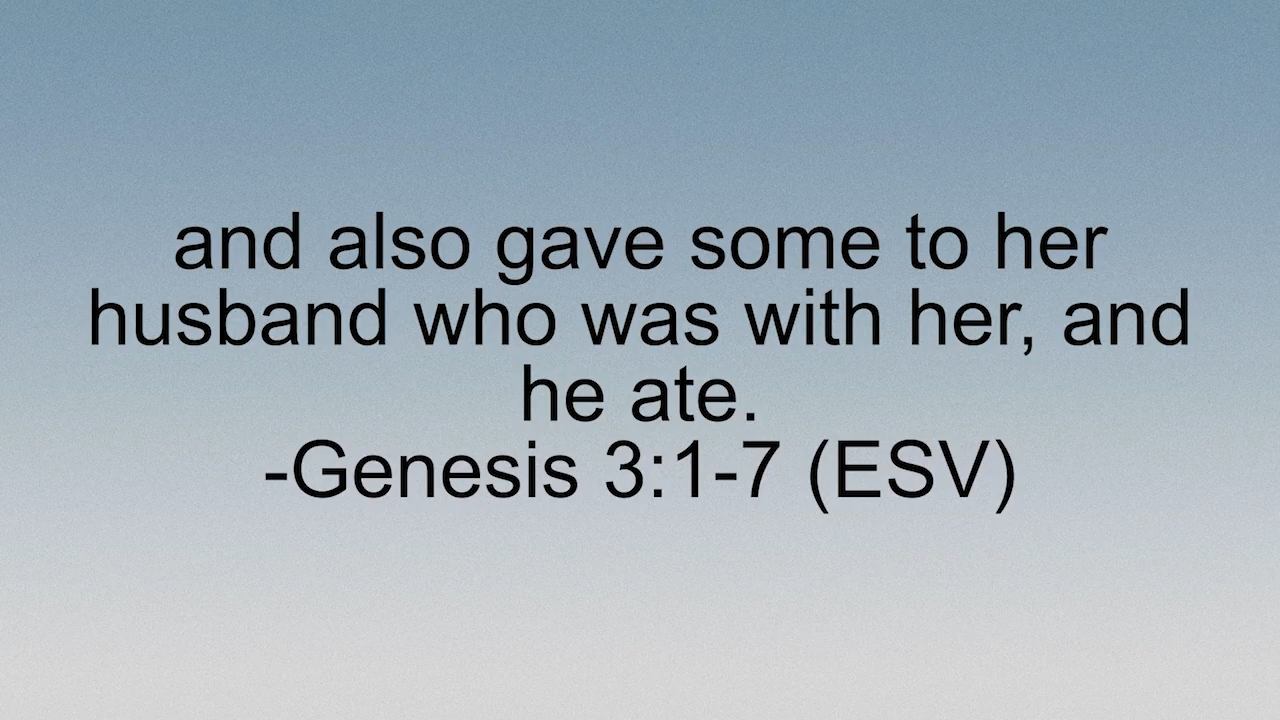 and also gave some to her
husband who was with her, and
he ate.
-Genesis 3:1-7 (ESV)